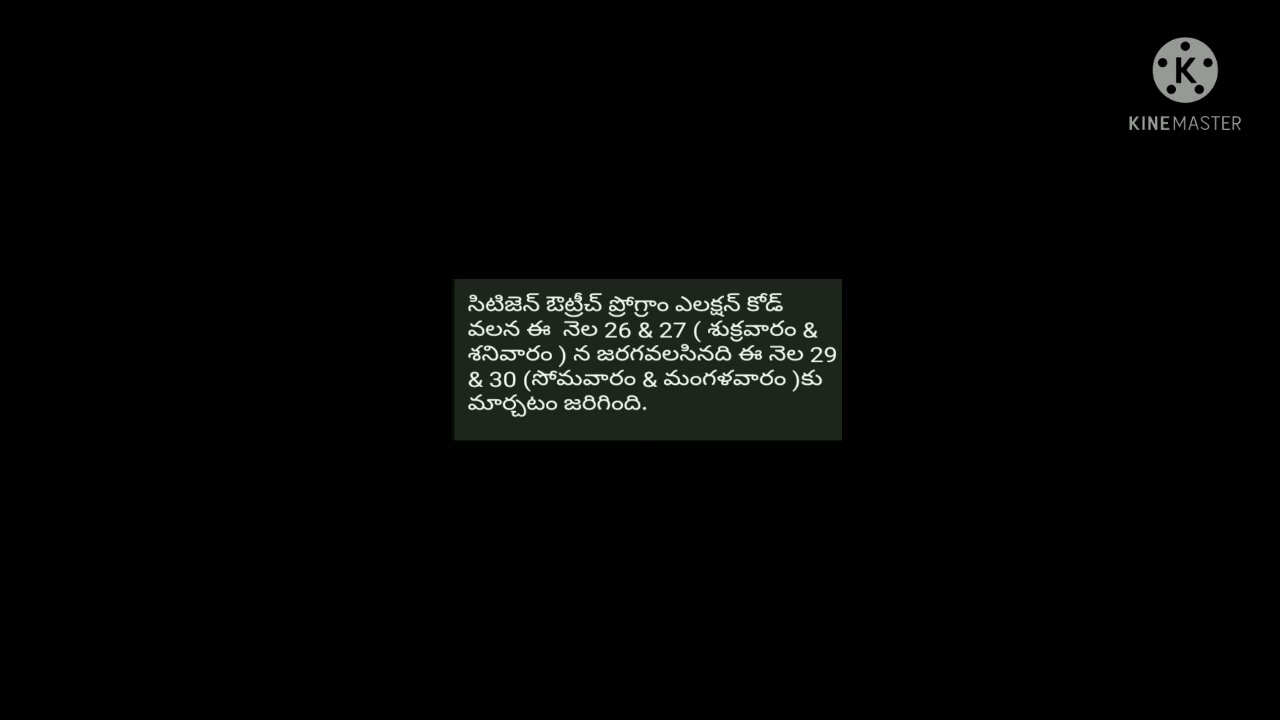 KINEMASTER
సిటిజెన్ ఔట్రీచ్ ప్రోగ్రాం ఎలక్షన్ కోడ్
వలన ఈ నెల 26 & 27 ( శుక్రవారం &
శనివారం ) న జరగవలసినది ఈ నెల 29
& 30 (సోమవారం & మంగళవారం )కు
మార్చటం జరిగింది.